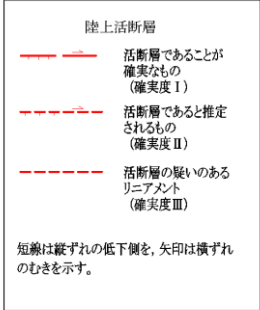 陸上活断層
活断層であることが
確実なもの
(確実度Ⅰ)
活断層であると推定
されるもの
(確実度Ⅱ)
活断層の疑いのある
リニアメント
(確実度Ⅲ)
短線は縦ずれの低下側を,矢印は横ずれ
のむきを示す。